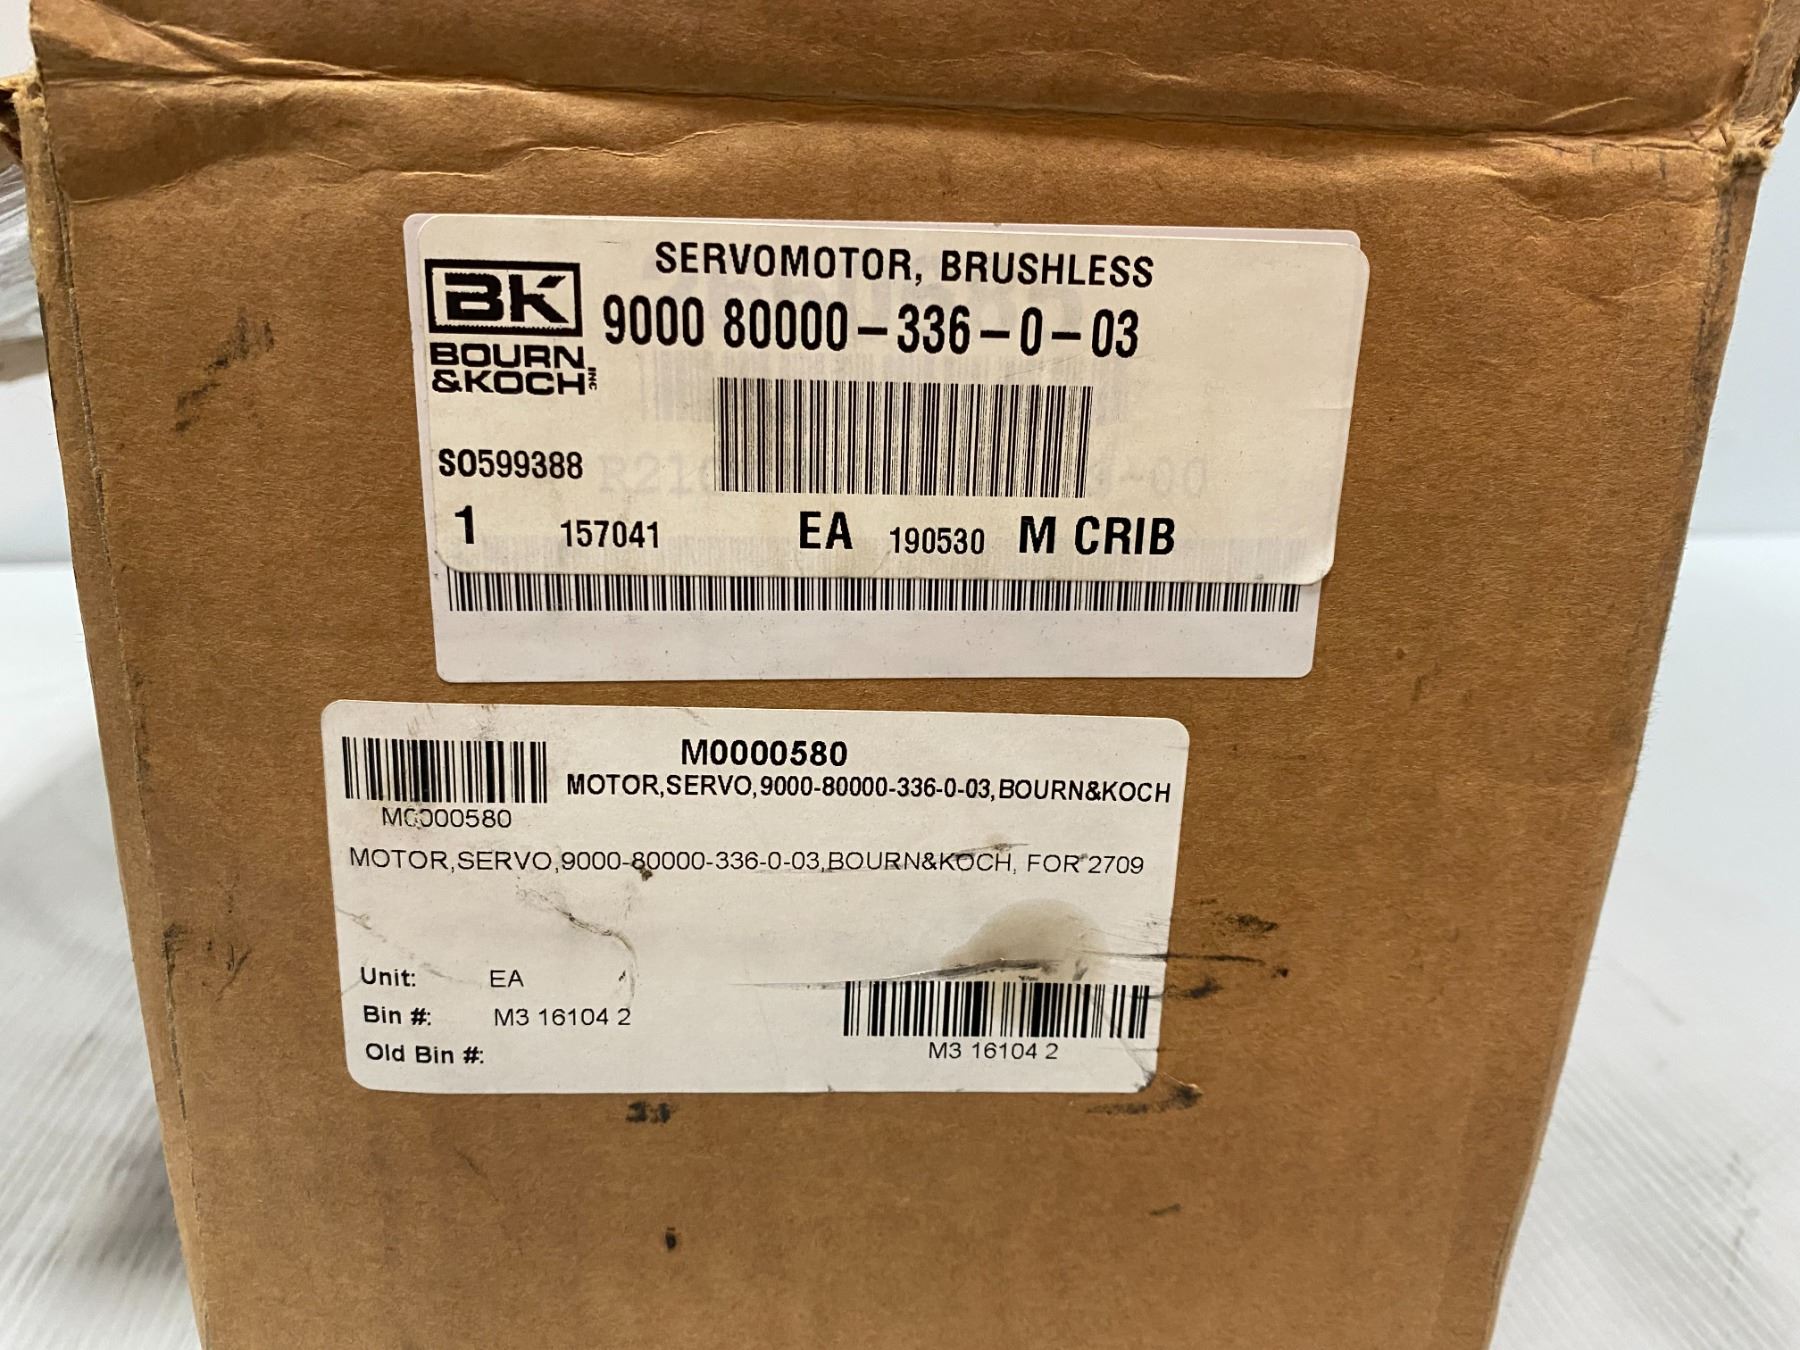 SERVOMOTOR, BRUSHLESS
BK
BOURN
&KOCH INC
9000 80000-336-0-03
SO599388
1 157041 EA 190530 M CRIB
M0000580
MOTOR,SERVO,9000-80000-336-0-03,BOURN&KOCH
M0000580
MOTOR,SERVO,9000-80000-336-0-03,BOURN&KOCH, FOR 2709
Unit: EA
Bin #: M3 16104 2
Old Bin #:
M3 16104 2